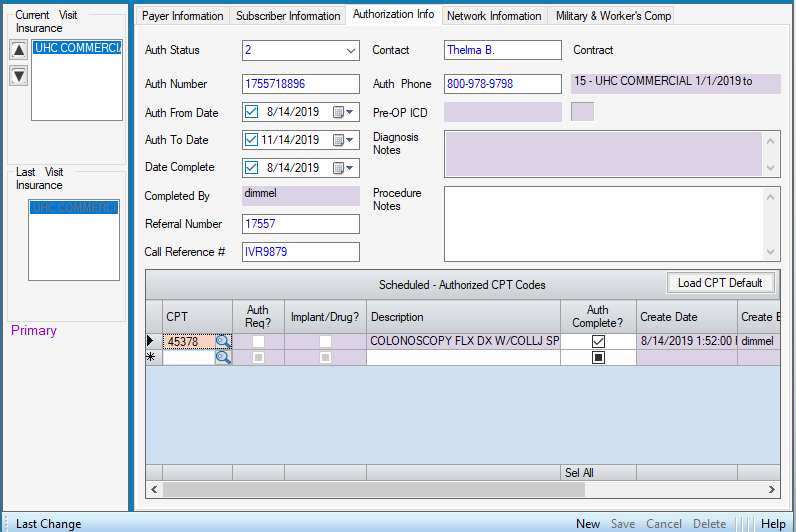 Current Visit
Insurance
UHC COMMERCIA
Last Visit
Insurance
UHC COMMERCIA
Primary
Payer Information
Subscriber Information
Authorization Info
Network Information
Military & Worker's Comp
Auth Status
2
Contact
Thelma B.
Contract
Auth Number
1755718896
Auth Phone
800-978-9798
15 - UHC COMMERCIAL 1/1/2019 to
Auth From Date
8/14/2019
Pre-OP ICD
Auth To Date
11/14/2019
Diagnosis
Notes
Date Complete
8/14/2019
Completed By
dimmel
Procedure
Notes
Referral Number
17557
Call Reference #
IVR9879
Scheduled - Authorized CPT Codes
Load CPT Default
CPT
Auth
Req?
Implant/Drug?
Description
Auth
Complete?
Create Date
Create B
45378
COLONOSCOPY FLX DX W/COLLJ SP
8/14/2019 1:52:00 P
dimmel
Sel All
Last Change
New
Save
Cancel
Delete
Help